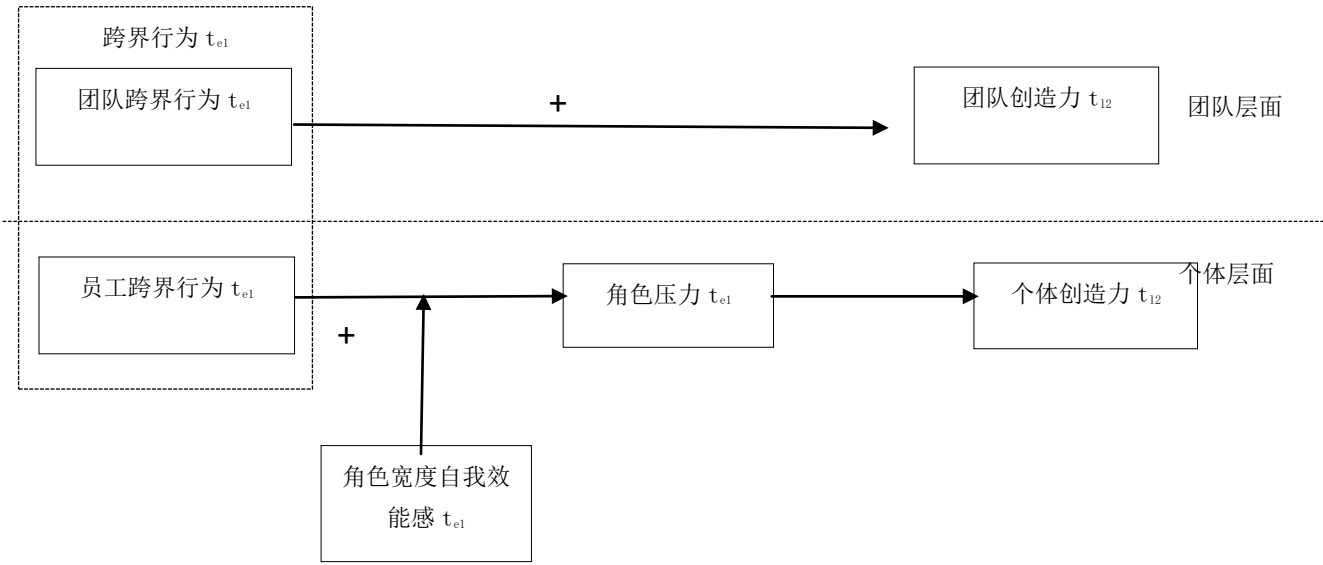 跨界行为 te1
团队跨界行为 te1
+
团队创造力 t12
团队层面
员工跨界行为 te1
+
角色压力 te1
个体创造力 t12
个体层面
角色宽度自我效
能感 te1